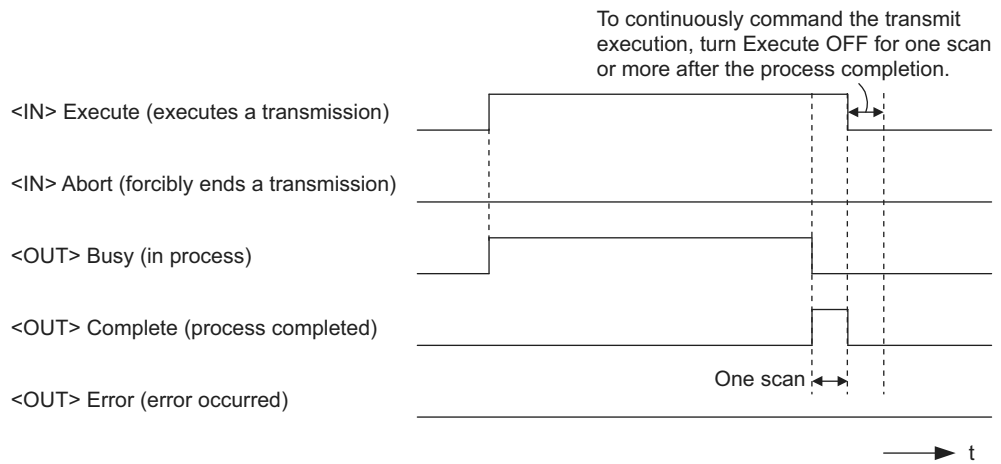 To continuously command the transmit
execution, turn Execute OFF for one scan
or more after the process completion.
<IN> Execute (executes a transmission)
<IN> Abort (forcibly ends a transmission)
<OUT> Busy (in process)
<OUT> Complete (process completed)
One scan
<OUT> Error (error occurred)
t